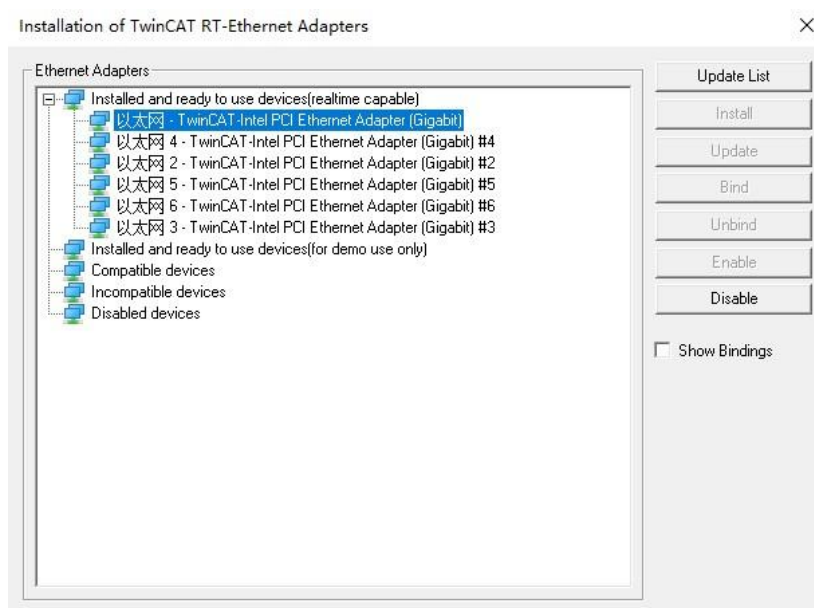 Installation of TwinCAT RT-Ethernet Adapters
Ethernet Adapters
Installed and ready to use devices(realtime capable)
以太网 - TwinCAT-Intel PCI Ethernet Adapter (Gigabit)
以太网 4 - TwinCAT-Intel PCI Ethernet Adapter (Gigabit) #4
以太网 2 - TwinCAT-Intel PCI Ethernet Adapter (Gigabit) #2
以太网 5 - TwinCAT-Intel PCI Ethernet Adapter (Gigabit) #5
以太网 6 - TwinCAT-Intel PCI Ethernet Adapter (Gigabit) #6
以太网 3 - TwinCAT-Intel PCI Ethernet Adapter (Gigabit) #3
Installed and ready to use devices(for demo use only)
Compatible devices
Incompatible devices
Disabled devices
Update List
Install
Update
Bind
Unbind
Enable
Disable
Show Bindings